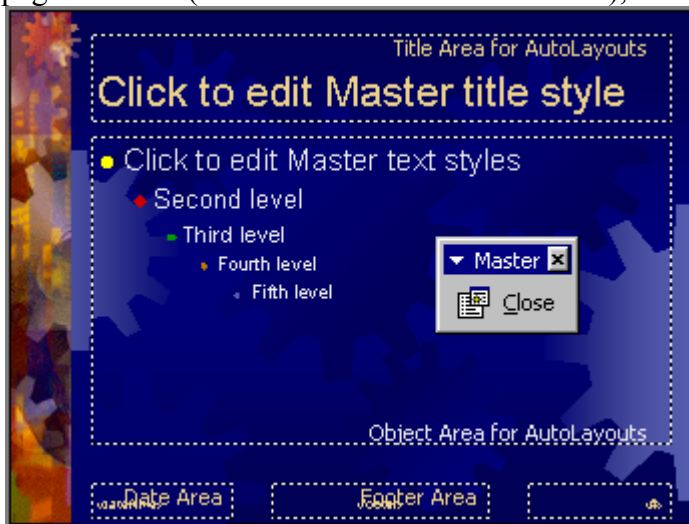 Title Area for AutoLayouts
Click to edit Master title style
Click to edit Master text styles
Second level
Third level
Fourth level
Fifth level
Master
Close
Object Area for AutoLayouts
Date Area
Footer Area